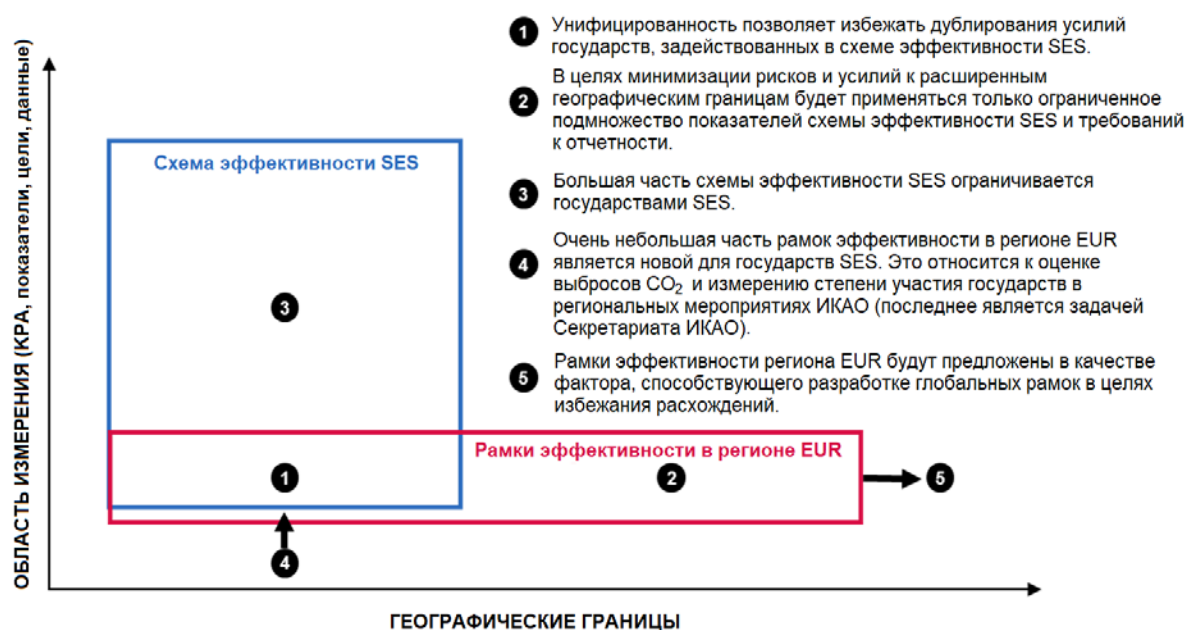 ОБЛАСТЬ ИЗМЕРЕНИЯ (KPA, показатели, цели, данные)
1 Унифицированность позволяет избежать дублирования усилий
государств, задействованных в схеме эффективности SES.
2 В целях минимизации рисков и усилий к расширенным
географическим границам будет применяться только ограниченное
подмножество показателей схемы эффективности SES и требований
к отчетности.
3 Большая часть схемы эффективности SES ограничивается
государствами SES.
4 Очень небольшая часть рамок эффективности в регионе EUR
является новой для государств SES. Это относится к оценке
выбросов CO₂ и измерению степени участия государств в
региональных мероприятиях ИКАО (последнее является задачей
Секретариата ИКАО).
5 Рамки эффективности региона EUR будут предложены в качестве
фактора, способствующего разработке глобальных рамок в целях
избежания расхождений.
Схема эффективности SES
3
Рамки эффективности в регионе EUR
1
2
5
4
ГЕОГРАФИЧЕСКИЕ ГРАНИЦЫ